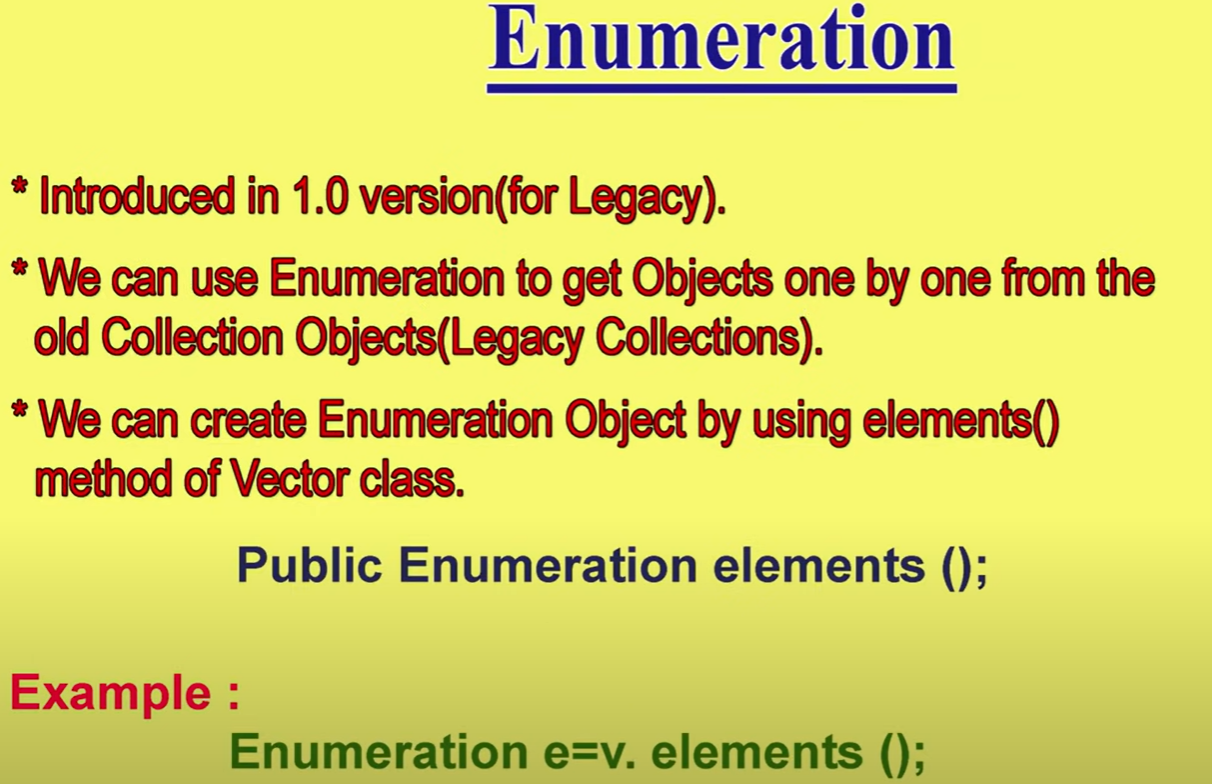 Enumeration
* Introduced in 1.0 version(for Legacy).
* We can use Enumeration to get Objects one by one from the
old Collection Objects(Legacy Collections).
* We can create Enumeration Object by using elements()
method of Vector class.
Public Enumeration elements ();
Example :
Enumeration e=v. elements ();